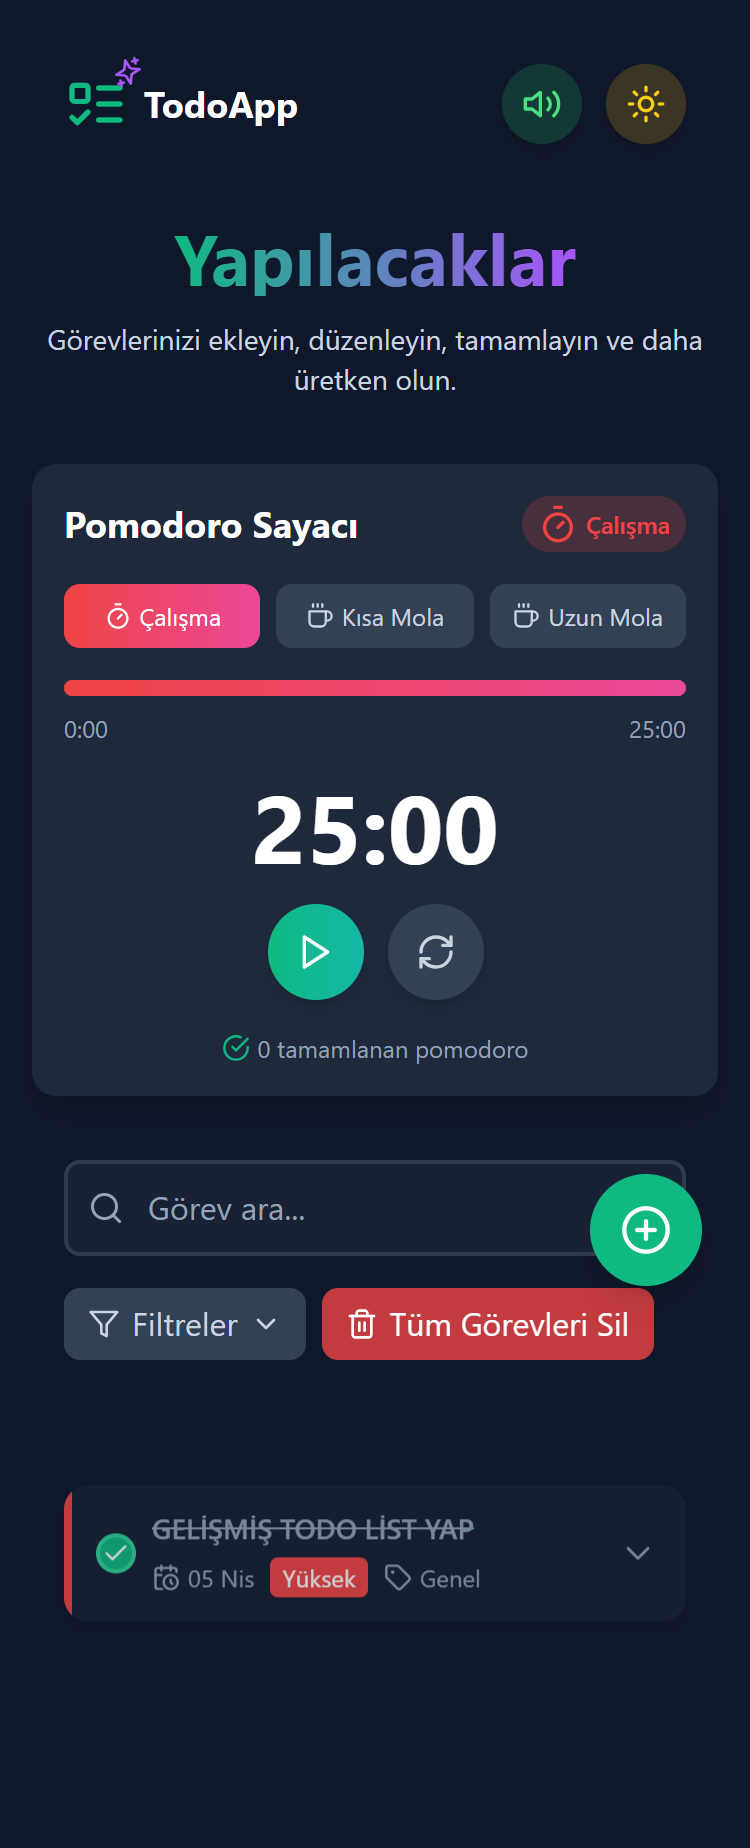 TodoApp
Yapılacaklar
Görevlerinizi ekleyin, düzenleyin, tamamlayın ve daha
üretken olun.
Pomodoro Sayacı
Çalışma
Çalışma
Kısa Mola
Uzun Mola
0:00
25:00
25:00
0 tamamlanan pomodoro
Görev ara...
Filtreler
Tüm Görevleri Sil
GELİŞMİŞ TODO LİST YAP
05 Nis
Yüksek
Genel